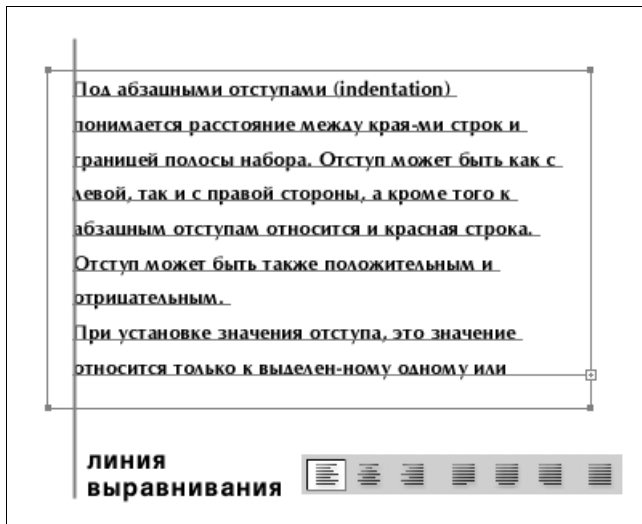 Под абзацными отступами (indentation)
понимается расстояние между края-ми строк и
границей полосы набора. Отступ может быть как с
левой, так и с правой стороны, а кроме того к
абзацным отступам относится и красная строка.
Отступ может быть также положительным и
отрицательным.
При установке значения отступа, это значение
относится только к выделен-ному одному или
линия
выравнивания